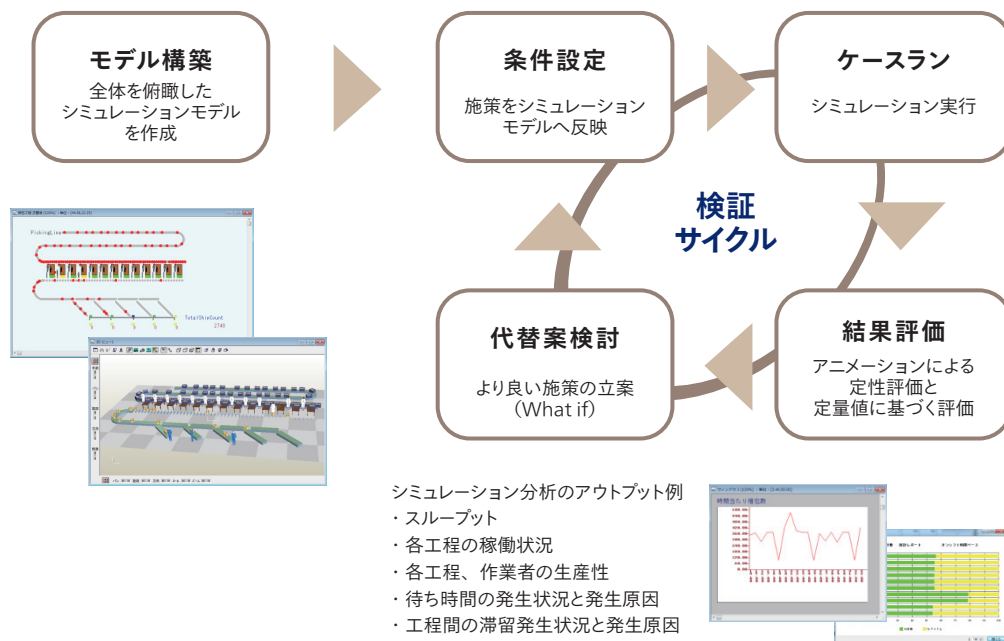 モデル構築
全体を俯瞰した
シミュレーションモデル
を作成
条件設定
施策をシミュレーション
モデルへ反映
ケースラン
シミュレーション実行
検証
サイクル
代替案検討
より良い施策の立案
(What if)
結果評価
アニメーションによる
定性評価と
定量値に基づく評価
PickingLine
TotalShipCount
2748
シミュレーション分析のアウトプット例
・スループット
・各工程の稼働状況
・各工程、作業者の生産性
・待ち時間の発生状況と発生原因
・工程間の滞留発生状況と発生原因
時間当たり梱包数